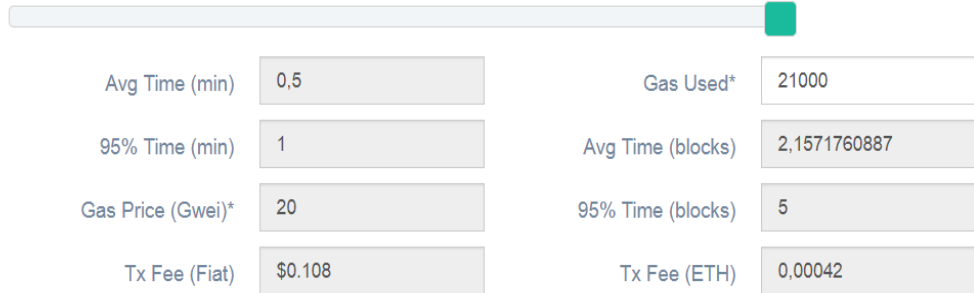 Avg Time (min) 0,5 Gas Used* 21000
95% Time (min) 1 Avg Time (blocks) 2,1571760887
Gas Price (Gwei)* 20 95% Time (blocks) 5
Tx Fee (Fiat) $0.108 Tx Fee (ETH) 0,00042